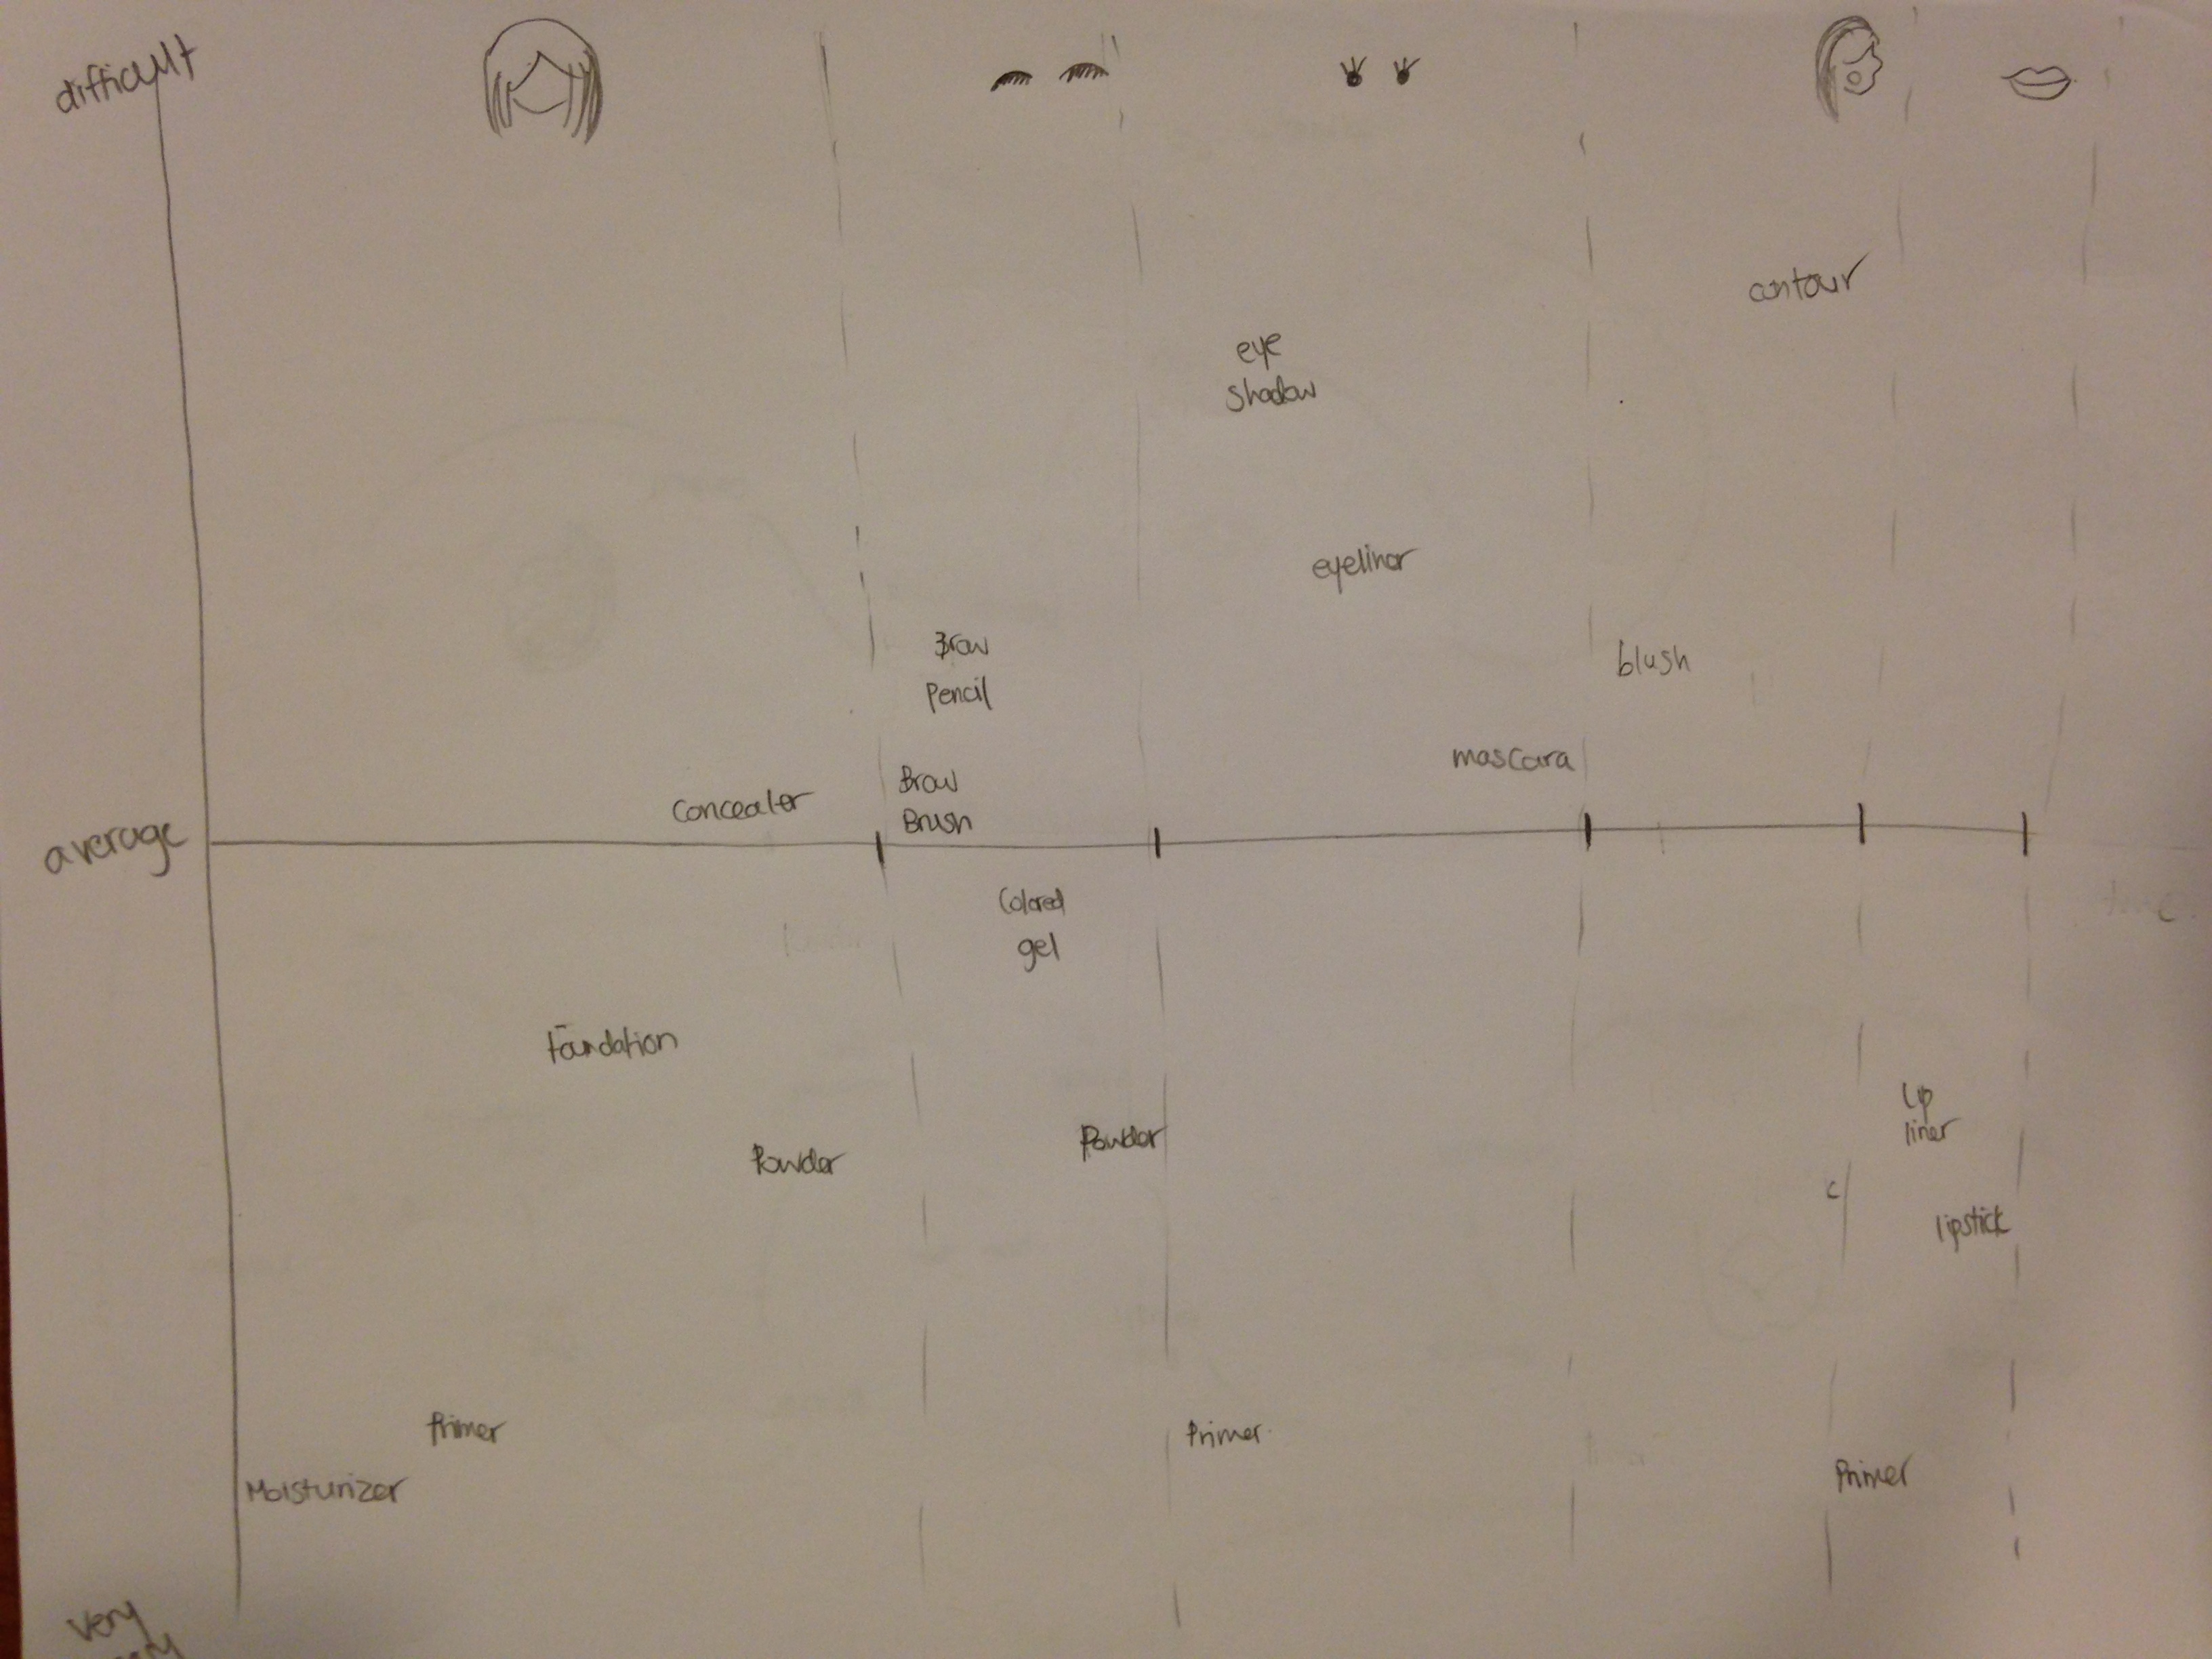 difficult
contour
eye
shadow
eyeliner
Brow
Pencil
blush
mascara
Brow
Brush
concealer
average
Colored
gel
foundation
Powder
Powder
Lip
liner
c
lipstick
Primer
Primer
Primer
Moisturizer
very